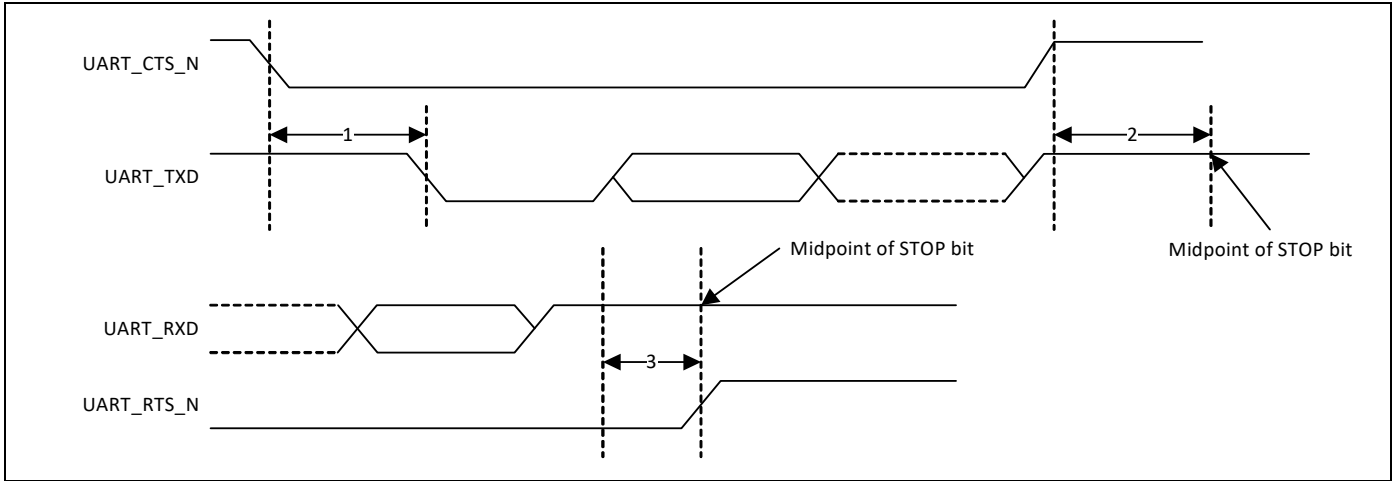 UART_CTS_N
1
2
UART_TXD
Midpoint of STOP bit
Midpoint of STOP bit
UART_RXD
3
UART_RTS_N